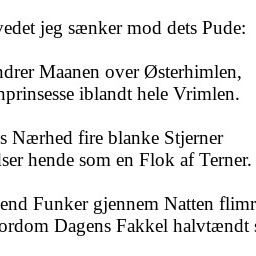 vedet jeg sænker mod dets Pude:
ndrer Maanen over Østerhimlen,
nprinsesse iblandt hele Vrimlen.
s Nærhed fire blanke Stjerner
lser hende som en Flok af Terner.
end Funker gjennem Natten flimr
ordom Dagens Fakkel halvtændt s